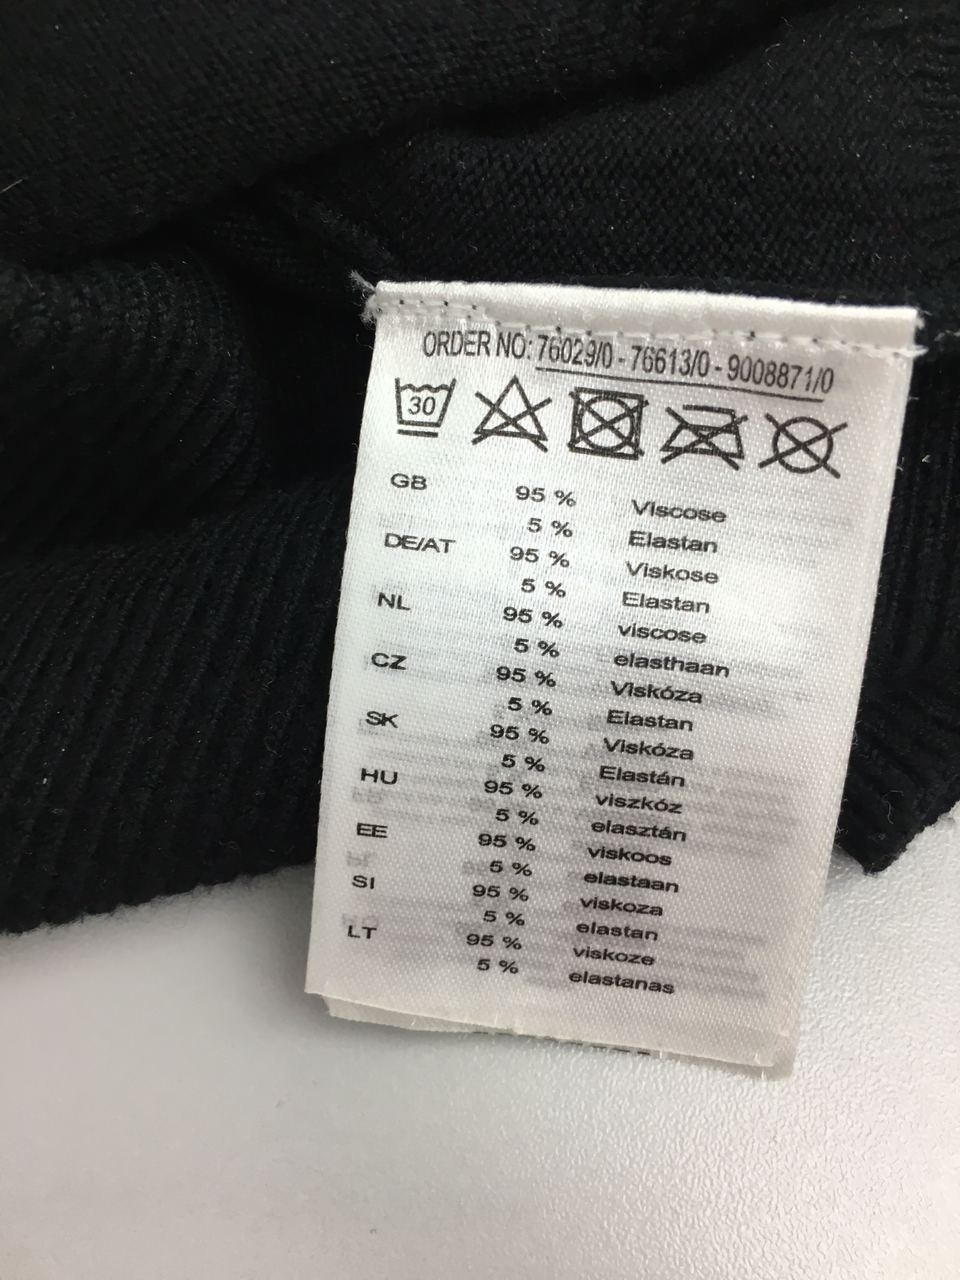 ORDER NO: 76029/0 - 76613/0 - 9008871/0
30
GB 95 % Viscose
5 % Elastan
DE/AT 95 % Viskose
5 % Elastan
NL 95 % viscose
5 % elasthaan
CZ 95 % Viskóza
5 % Elastan
SK 95 % Viskóza
5 % Elastán
HU 95 % viszkóz
5 % elasztán
EE 95 % viskoos
5 % elastaan
SI 95 % viskoza
5 % elastan
LT 95 % viskoze
5 % elastanas